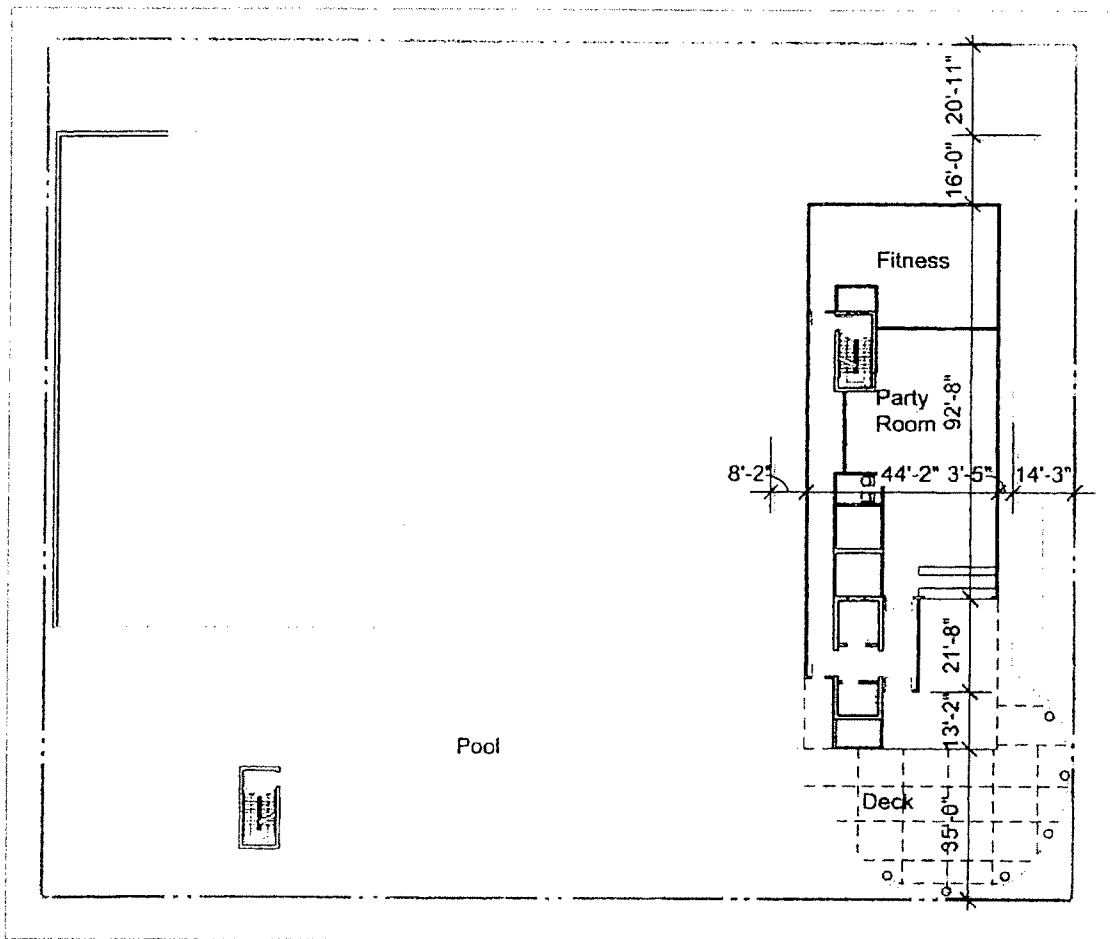 20'-11"
16'-0"
Fitness
Party
Room
92'-8"
8'-2"
44'-2"
3'-5"
14'-3"
21'-8"
13'-2"
Pool
Deck
35'-0"